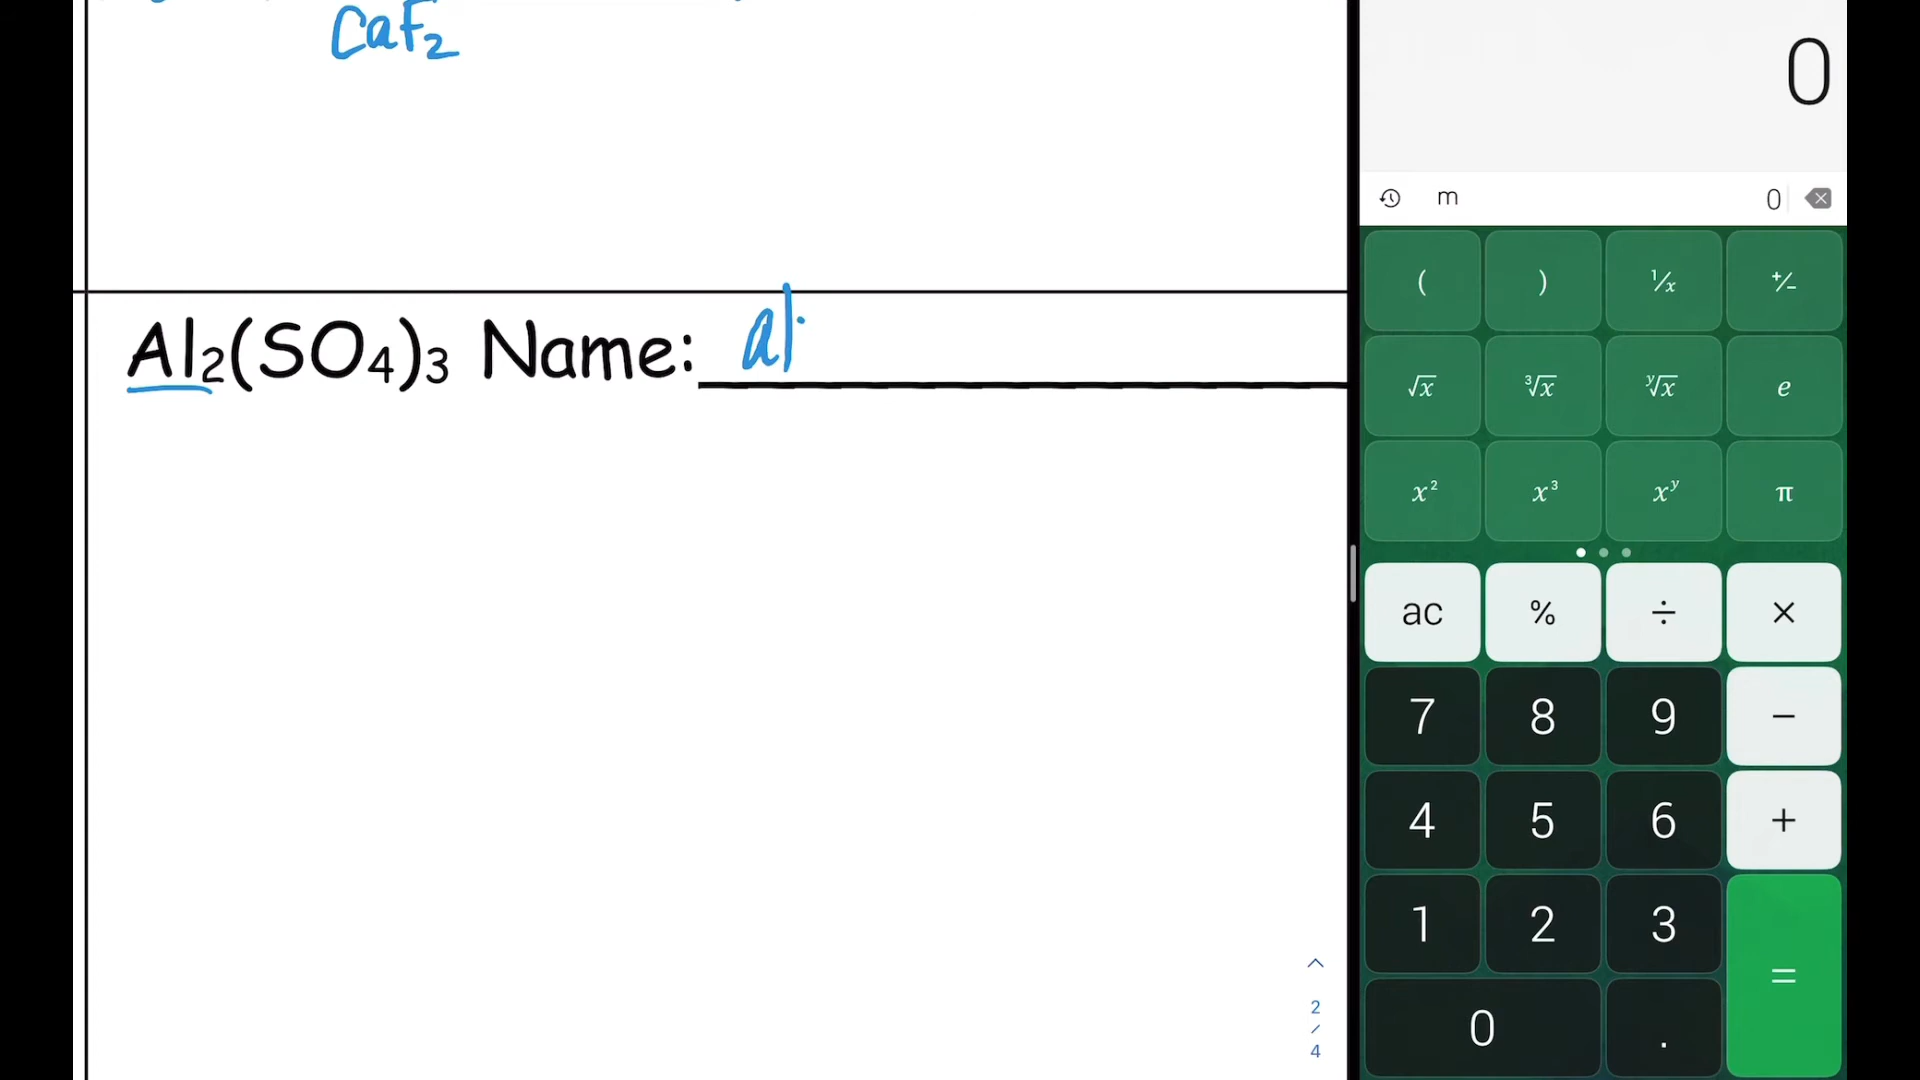 CaF₂
Al₂(SO₄)₃ Name: al
0
m 0
( ) ¹/x +/-
√x ³√x ʸ√x e
x² x³ xʸ π
ac % ÷ ×
7 8 9 −
4 5 6 +
1 2 3 =
0 .
2
/
4